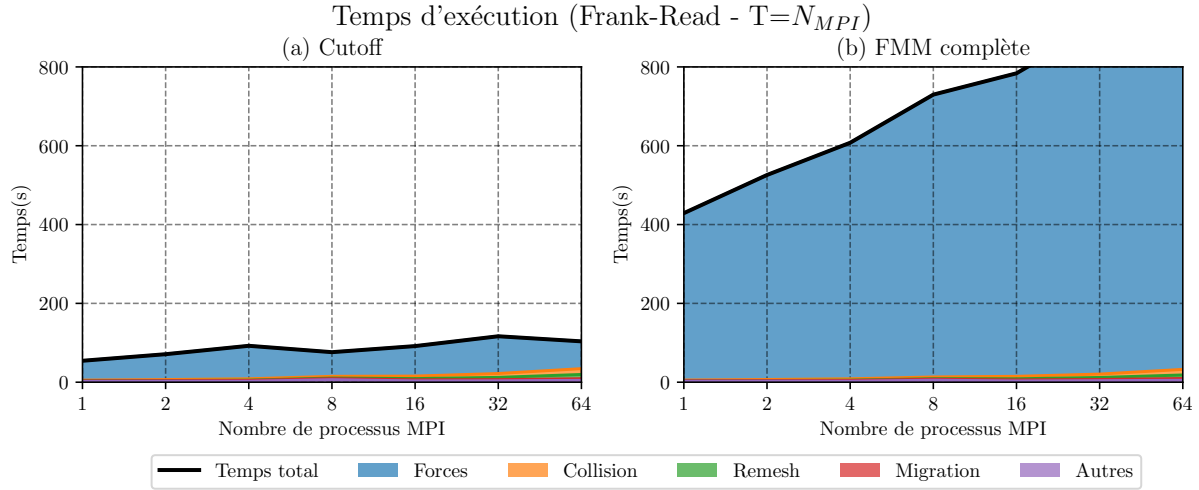 Temps d'exécution (Frank-Read - T=N_{MPI})
(a) Cutoff
800
600
400
200
0
Temps(s)
1 2 4 8 16 32 64
Nombre de processus MPI
(b) FMM complète
800
600
400
200
0
Temps(s)
1 2 4 8 16 32 64
Nombre de processus MPI
Temps total Forces Collision Remesh Migration Autres